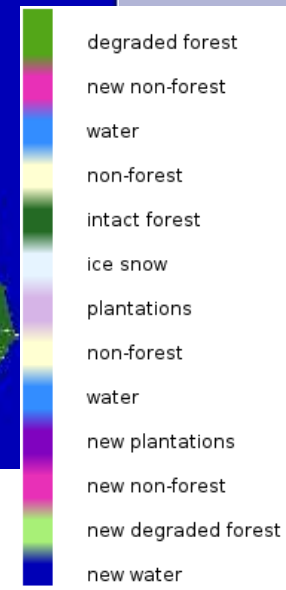 degraded forest
new non-forest
water
non-forest
intact forest
ice snow
plantations
non-forest
water
new plantations
new non-forest
new degraded forest
new water